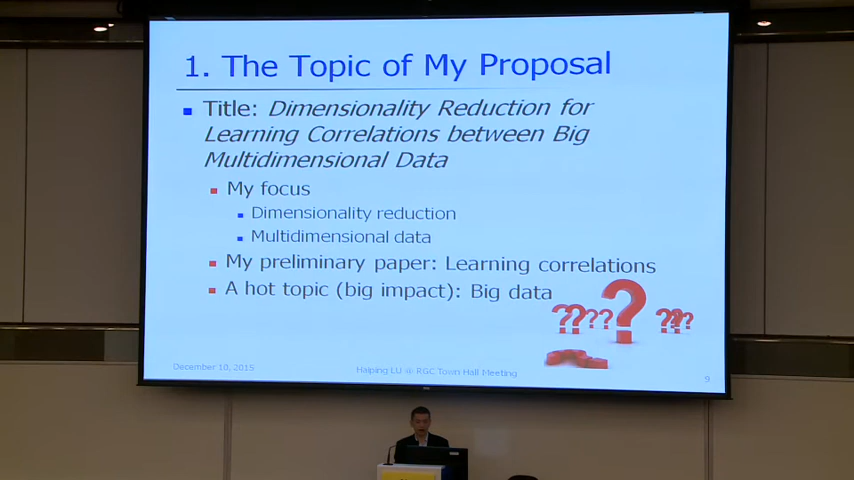 1. The Topic of My Proposal
Title: Dimensionality Reduction for
Learning Correlations between Big
Multidimensional Data
My focus
Dimensionality reduction
Multidimensional data
My preliminary paper: Learning correlations
A hot topic (big impact): Big data
????
?
???
December 10, 2015
Haiping LU @ RGC Town Hall Meeting
9